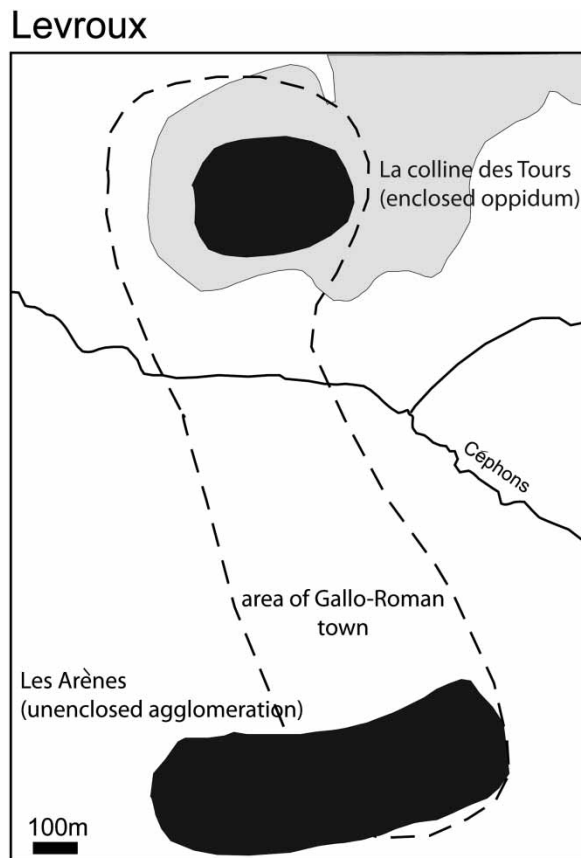 Levroux
La colline des Tours
(enclosed oppidum)
Céphons
area of Gallo-Roman
town
Les Arènes
(unenclosed agglomeration)
100m